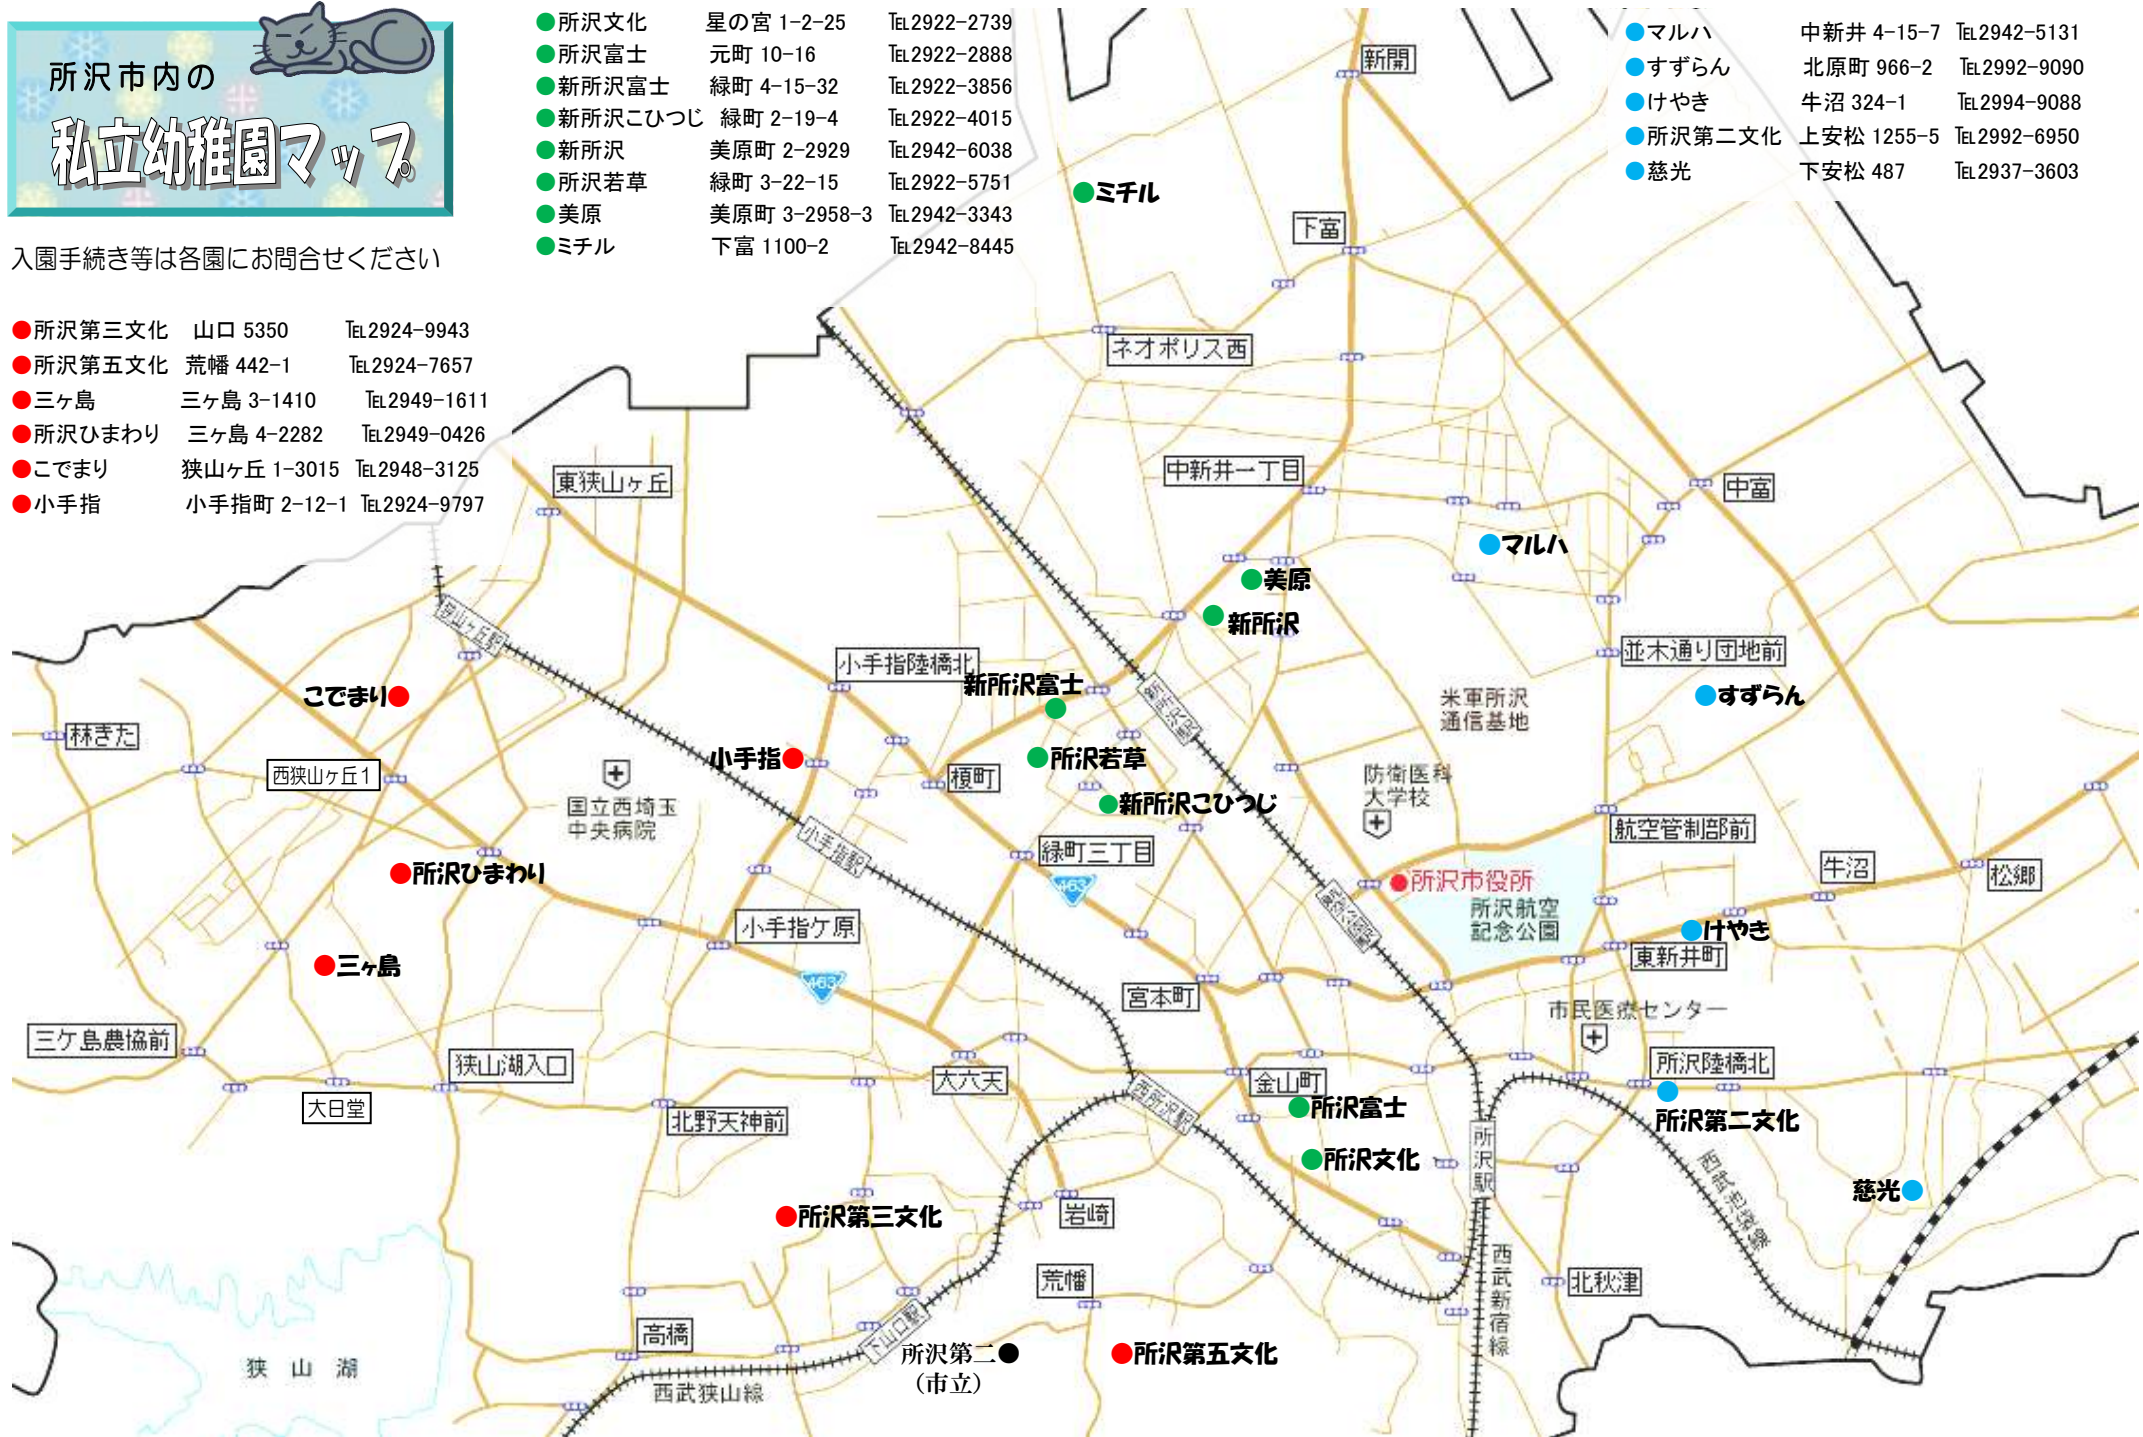 所沢市内の
私立幼稚園マップ
入園手続き等は各園にお問合せください
●所沢第三文化 山口 5350 ℡2924-9943
●所沢第五文化 荒幡 442-1 ℡2924-7657
●三ヶ島 三ヶ島 3-1410 ℡2949-1611
●所沢ひまわり 三ヶ島 4-2282 ℡2949-0426
●こでまり 狭山ヶ丘 1-3015 ℡2948-3125
●小手指 小手指町 2-12-1 ℡2924-9797
●所沢文化 星の宮 1-2-25 ℡2922-2739
●所沢富士 元町 10-16 ℡2922-2888
●新所沢富士 緑町 4-15-32 ℡2922-3856
●新所沢こひつじ 緑町 2-19-4 ℡2922-4015
●新所沢 美原町 2-2929 ℡2942-6038
●所沢若草 緑町 3-22-15 ℡2922-5751
●美原 美原町 3-2958-3 ℡2942-3343
●ミチル 下富 1100-2 ℡2942-8445
●マルハ 中新井 4-15-7 ℡2942-5131
●すずらん 北原町 966-2 ℡2992-9090
●けやき 牛沼 324-1 ℡2994-9088
●所沢第二文化 上安松 1255-5 ℡2992-6950
●慈光 下安松 487 ℡2937-3603
新開
ミチル
下富
ネオポリス西
東狭山ヶ丘
中新井一丁目
中富
マルハ
美原
新所沢
狭山ヶ丘駅
小手指陸橋北
並木通り団地前
新所沢富士
こでまり
すずらん
新所沢駅
米軍所沢
通信基地
林きた
小手指
所沢若草
西狭山ヶ丘1
榎町
防衛医科
大学校
国立西埼玉
中央病院
新所沢こひつじ
航空管制部前
小手指駅
緑町三丁目
牛沼
松郷
所沢ひまわり
463
所沢市役所
所沢航空
記念公園
小手指ケ原
けやき
東新井町
三ヶ島
463
宮本町
市民医療センター
三ケ島農協前
狭山湖入口
所沢陸橋北
大六天
金山町
大日堂
西所沢駅
所沢富士
北野天神前
所沢第二文化
所沢駅
所沢文化
西武池袋線
慈光
所沢第三文化
岩崎
荒幡
西武新宿線
北秋津
高橋
下山口駅
所沢第二●
（市立）
所沢第五文化
狭山湖
西武狭山線